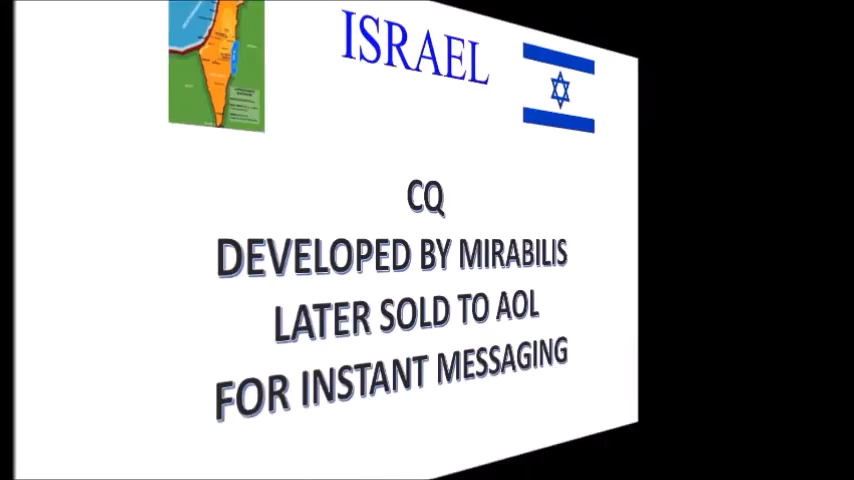 ISRAEL
CQ
DEVELOPED BY MIRABILIS
LATER SOLD TO AOL
FOR INSTANT MESSAGING